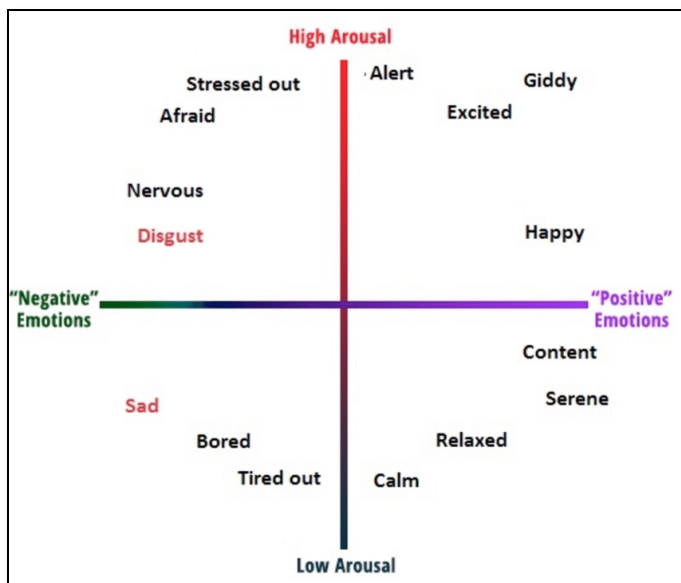 High Arousal
Alert
Stressed out
Giddy
Afraid
Excited
Nervous
Disgust
Happy
“Negative”
Emotions
“Positive”
Emotions
Content
Sad
Serene
Bored
Relaxed
Tired out
Calm
Low Arousal